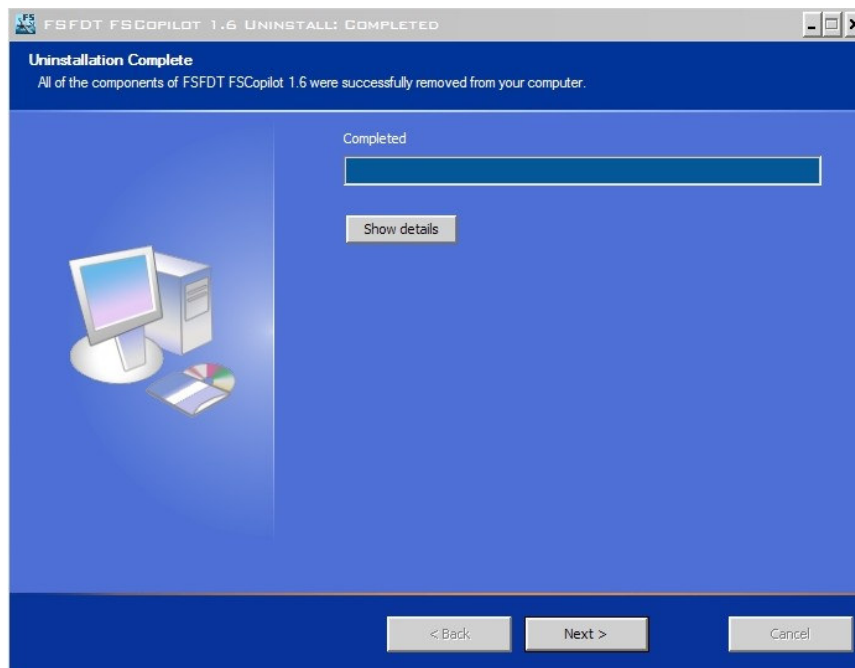 FSFDT FSCOPILOT 1.6 UNINSTALL: COMPLETED
Uninstallation Complete
All of the components of FSFDT FSCopilot 1.6 were successfully removed from your computer.
Completed
Show details
< Back
Next >
Cancel